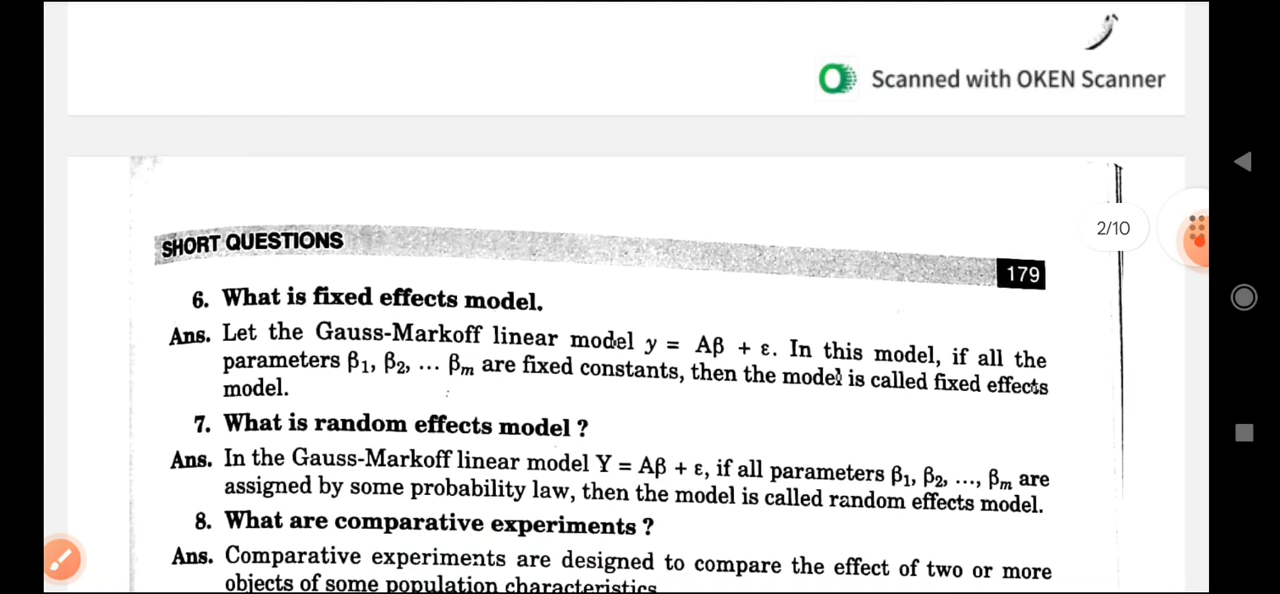 Scanned with OKEN Scanner
2/10
SHORT QUESTIONS
179
6. What is fixed effects model.
Ans. Let the Gauss-Markoff linear model y = Aβ + ε. In this model, if all the
parameters β₁, β₂, ... βₘ are fixed constants, then the model is called fixed effects
model.
7. What is random effects model ?
Ans. In the Gauss-Markoff linear model Y = Aβ + ε, if all parameters β₁, β₂, ..., βₘ are
assigned by some probability law, then the model is called random effects model.
8. What are comparative experiments ?
Ans. Comparative experiments are designed to compare the effect of two or more
objects of some population characteristics